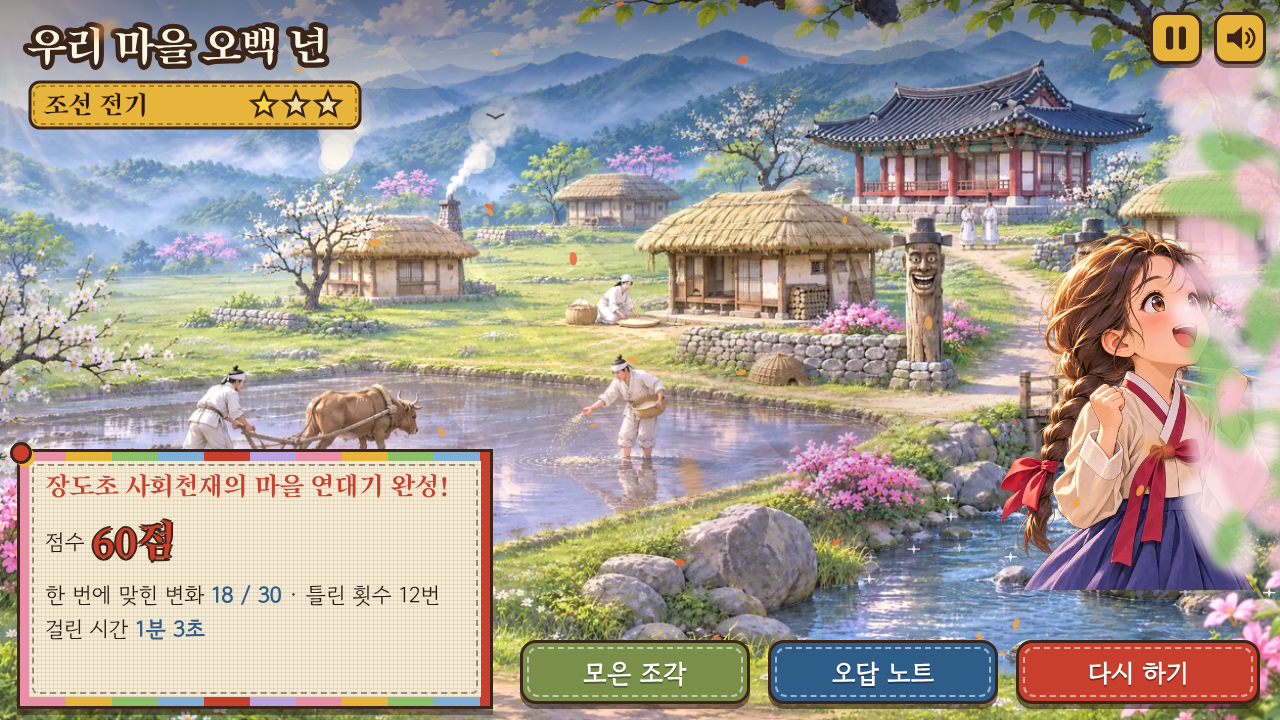 우리 마을 오백 년
조선 전기
장도초 사회천재의 마을 연대기 완성!
점수 60점
한 번에 맞힌 변화 18 / 30 · 틀린 횟수 12번
걸린 시간 1분 3초
모은 조각
오답 노트
다시 하기